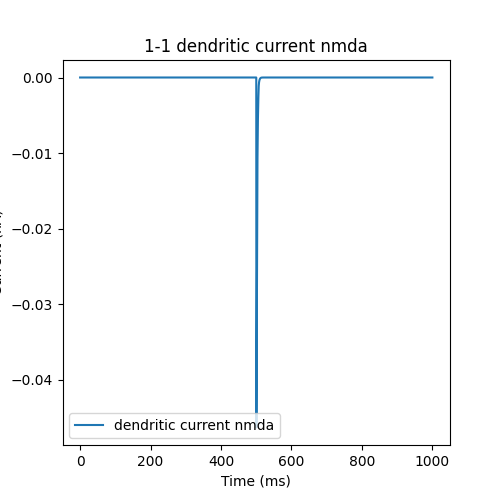 1-1 dendritic current nmda
0.00
−0.01
−0.02
−0.03
−0.04
dendritic current nmda
0 200 400 600 800 1000
Time (ms)